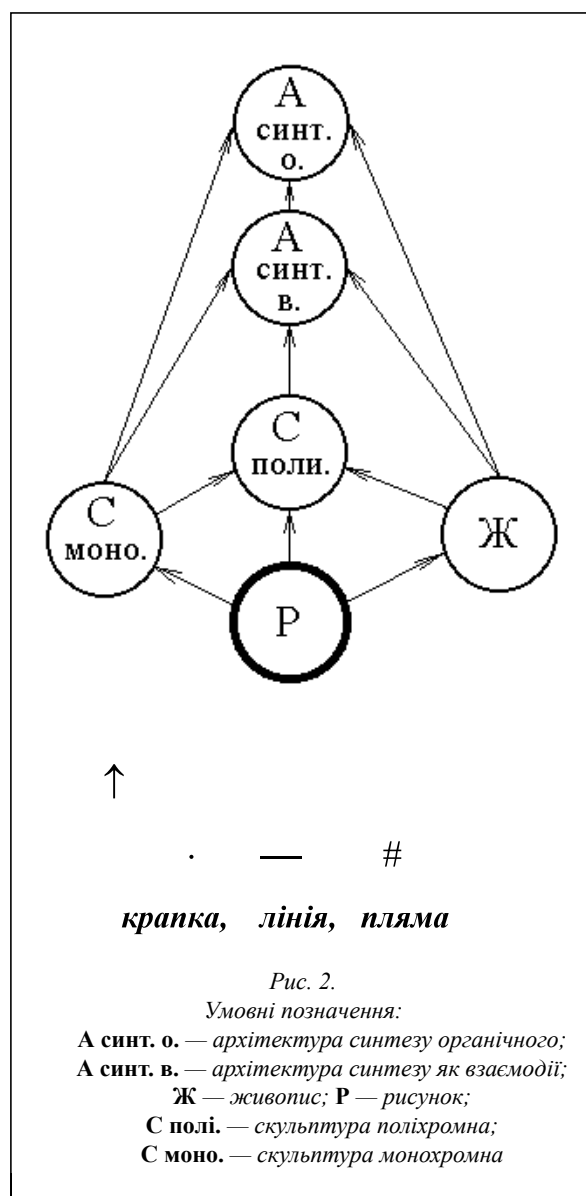 А
синт.
о.
А
синт.
в.
С
поли.
С
моно.
Ж
Р
↑
· — #
крапка, лінія, пляма
Рис. 2.
Умовні позначення:
А синт. о. — архітектура синтезу органічного;
А синт. в. — архітектура синтезу як взаємодії;
Ж — живопис; Р — рисунок;
С полі. — скульптура поліхромна;
С моно. — скульптура монохромна